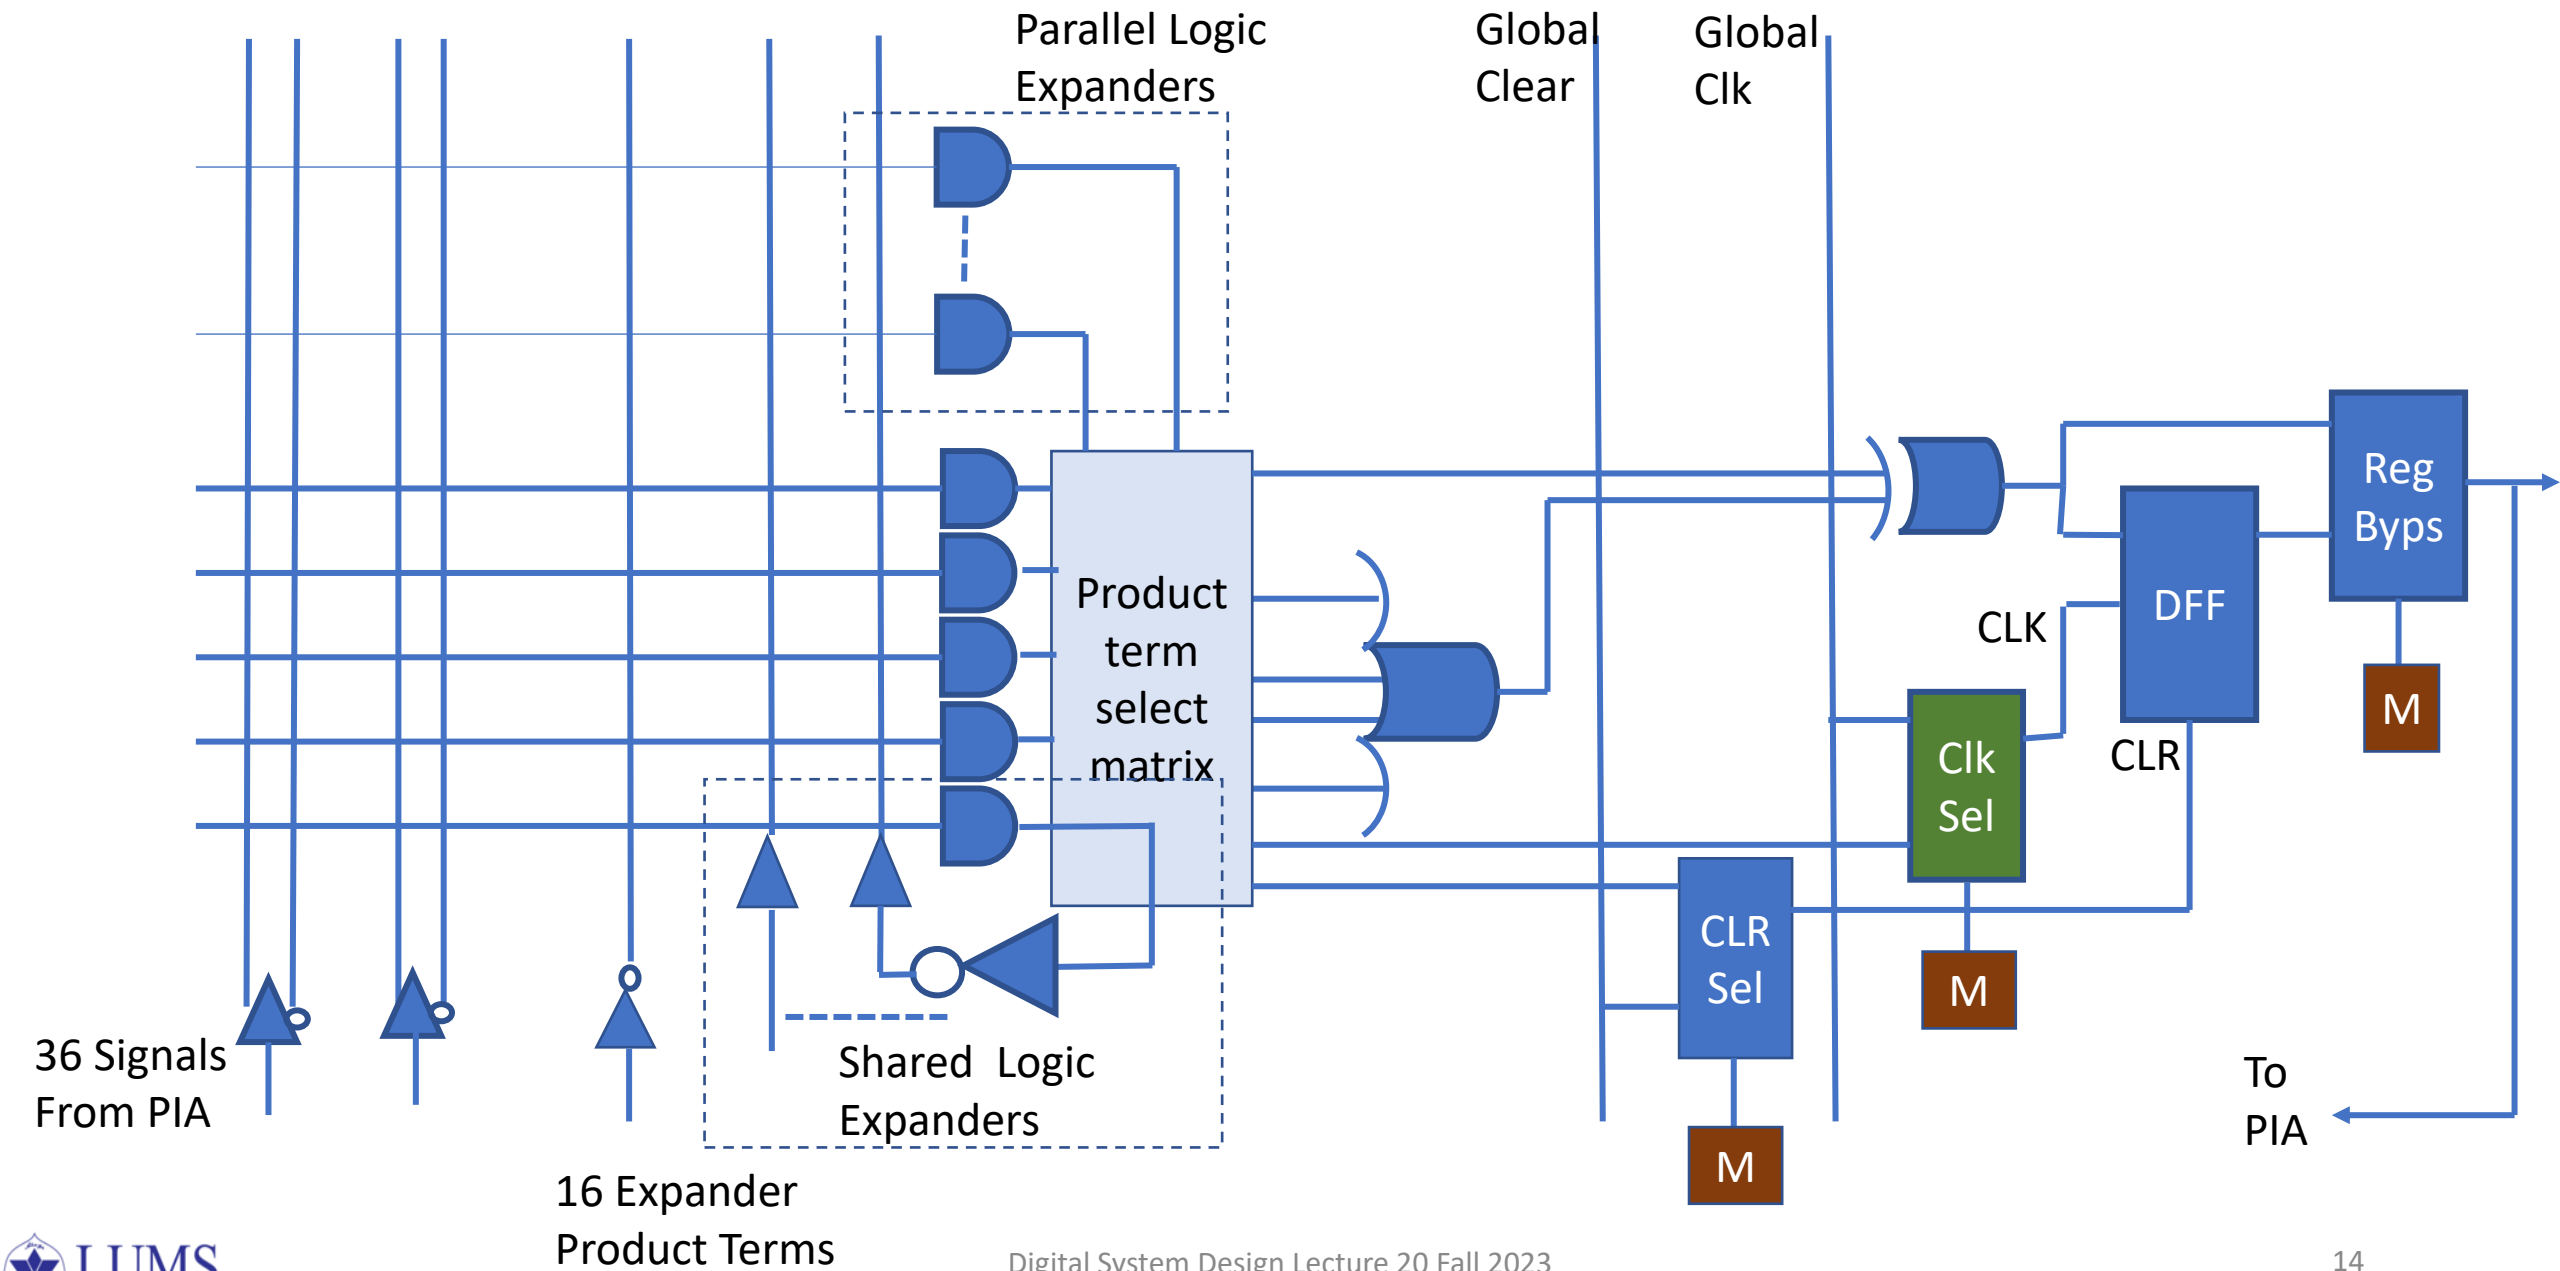 Parallel Logic
Expanders
Global
Clear
Global
Clk
Reg
Byps
Product
term
select
matrix
DFF
CLK
M
Clk
Sel
CLR
CLR
Sel
M
36 Signals
From PIA
Shared Logic
Expanders
To
PIA
M
16 Expander
Product Terms
LUMS
Digital System Design Lecture 20 Fall 2023
14